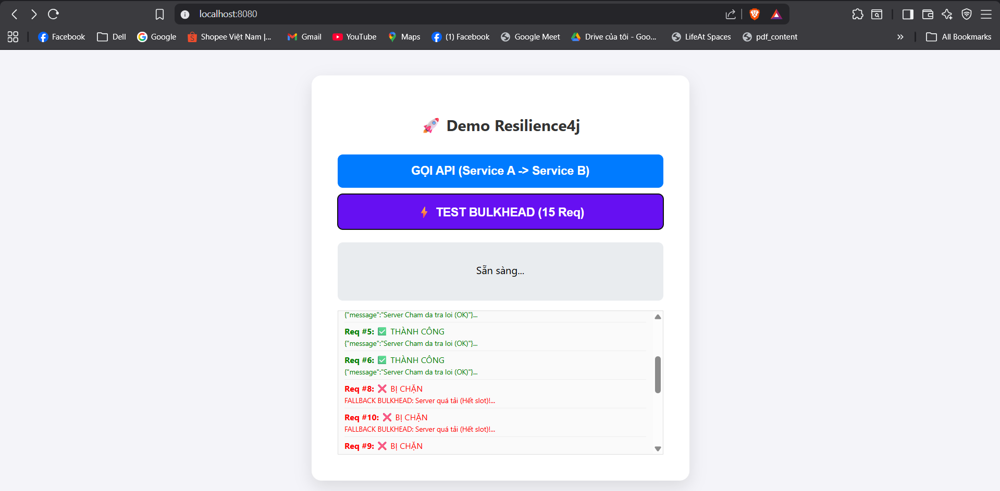 localhost:8080
Facebook
Dell
Google
Shopee Việt Nam |...
Gmail
YouTube
Maps
(1) Facebook
Google Meet
Drive của tôi - Goo...
LifeAt Spaces
pdf_content
All Bookmarks
🚀 Demo Resilience4j
GỌI API (Service A -> Service B)
⚡ TEST BULKHEAD (15 Req)
Sẵn sàng...
{"message":"Server Cham da tra loi (OK)"}...
Req #5: ✅ THÀNH CÔNG
{"message":"Server Cham da tra loi (OK)"}...
Req #6: ✅ THÀNH CÔNG
{"message":"Server Cham da tra loi (OK)"}...
Req #8: ❌ BỊ CHẶN
FALLBACK BULKHEAD: Server quá tải (Hết slot)!...
Req #10: ❌ BỊ CHẶN
FALLBACK BULKHEAD: Server quá tải (Hết slot)!...
Req #9: ❌ BỊ CHẶN